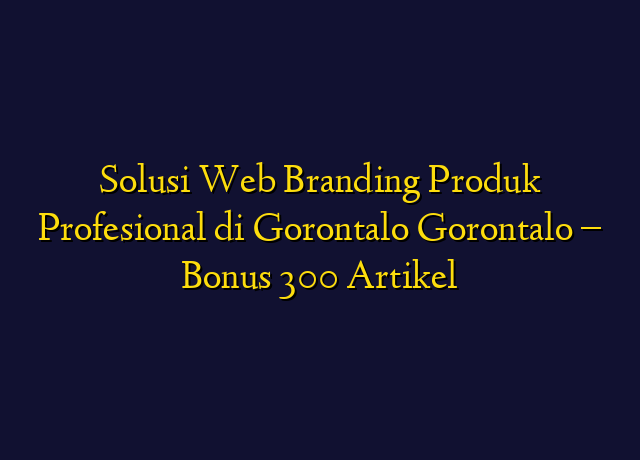 Solusi Web Branding Produk
Profesional di Gorontalo Gorontalo –
Bonus 300 Artikel